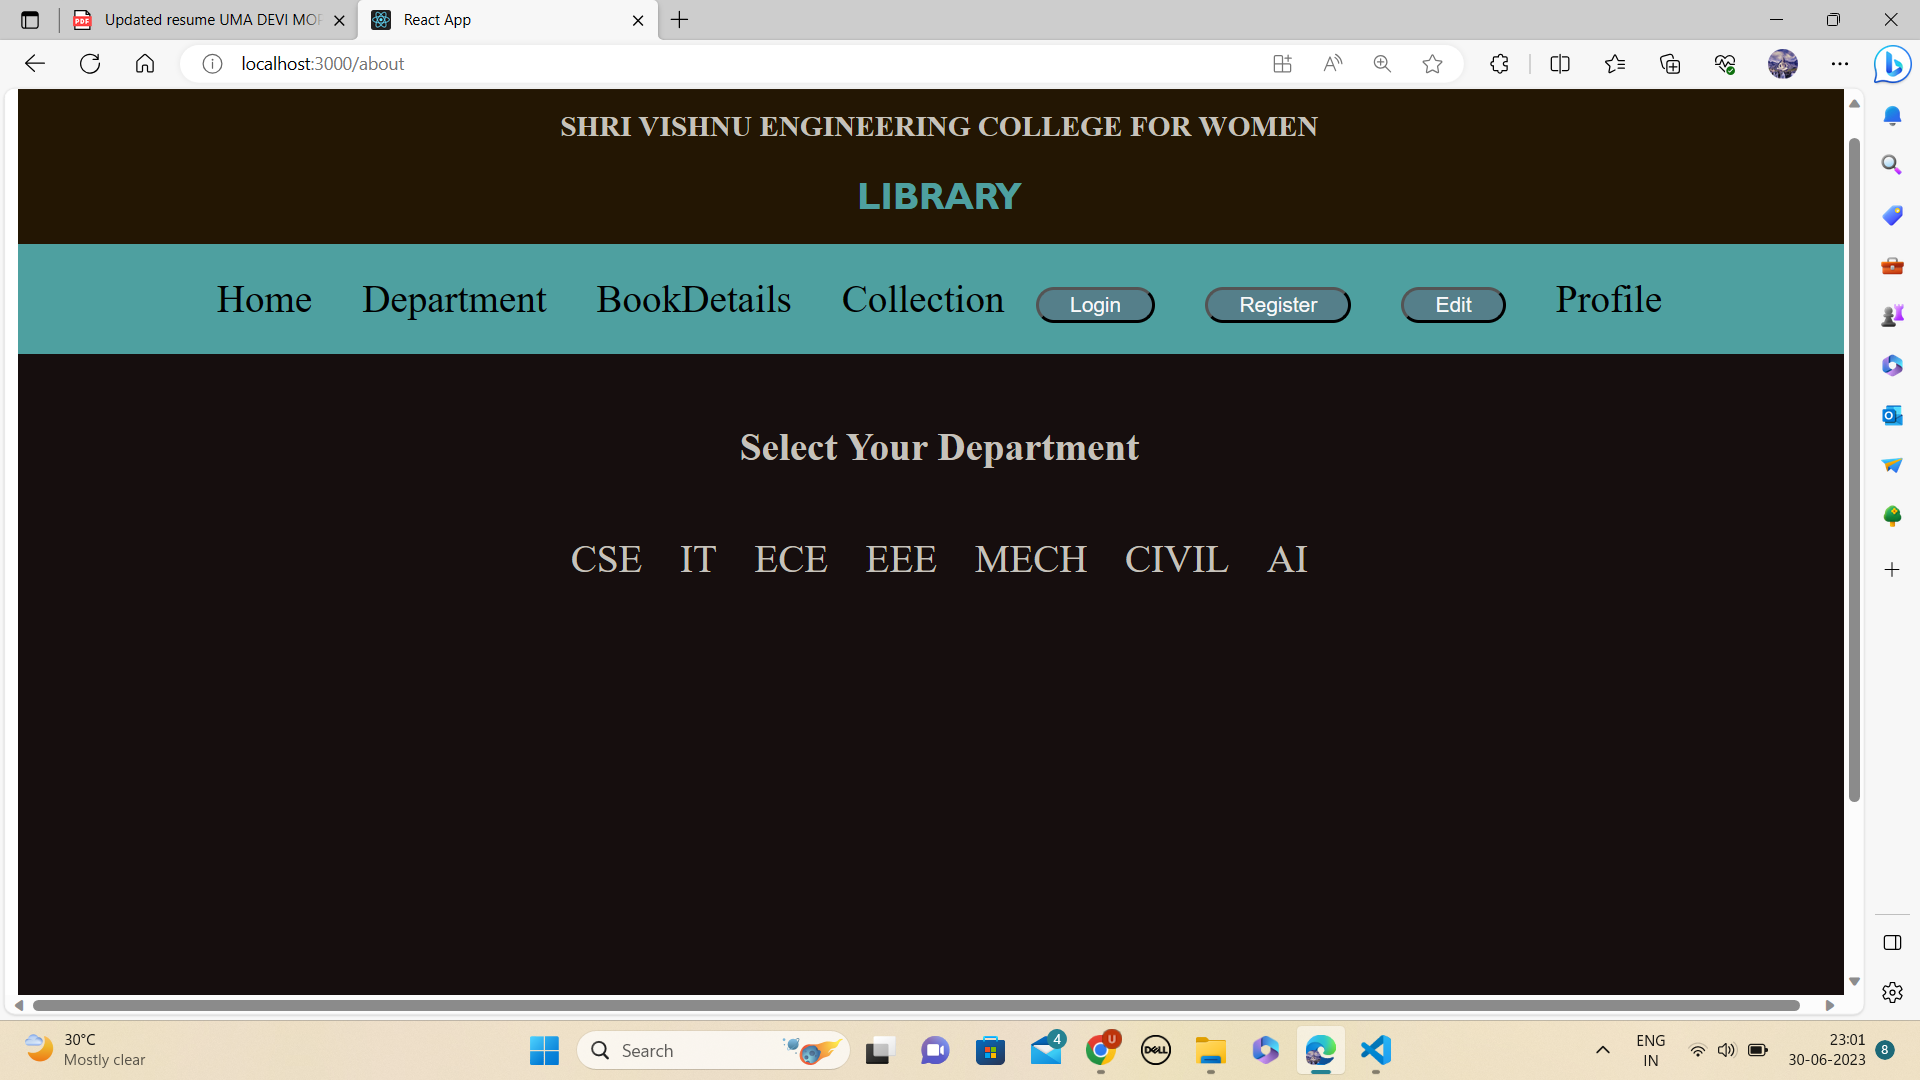 Updated resume UMA DEVI MOR
React App
localhost:3000/about
SHRI VISHNU ENGINEERING COLLEGE FOR WOMEN
LIBRARY
Home Department BookDetails Collection Login Register Edit Profile
Select Your Department
CSE IT ECE EEE MECH CIVIL AI
30°C
Mostly clear
Search
4
U
DELL
ENG
IN
23:01
30-06-2023
8